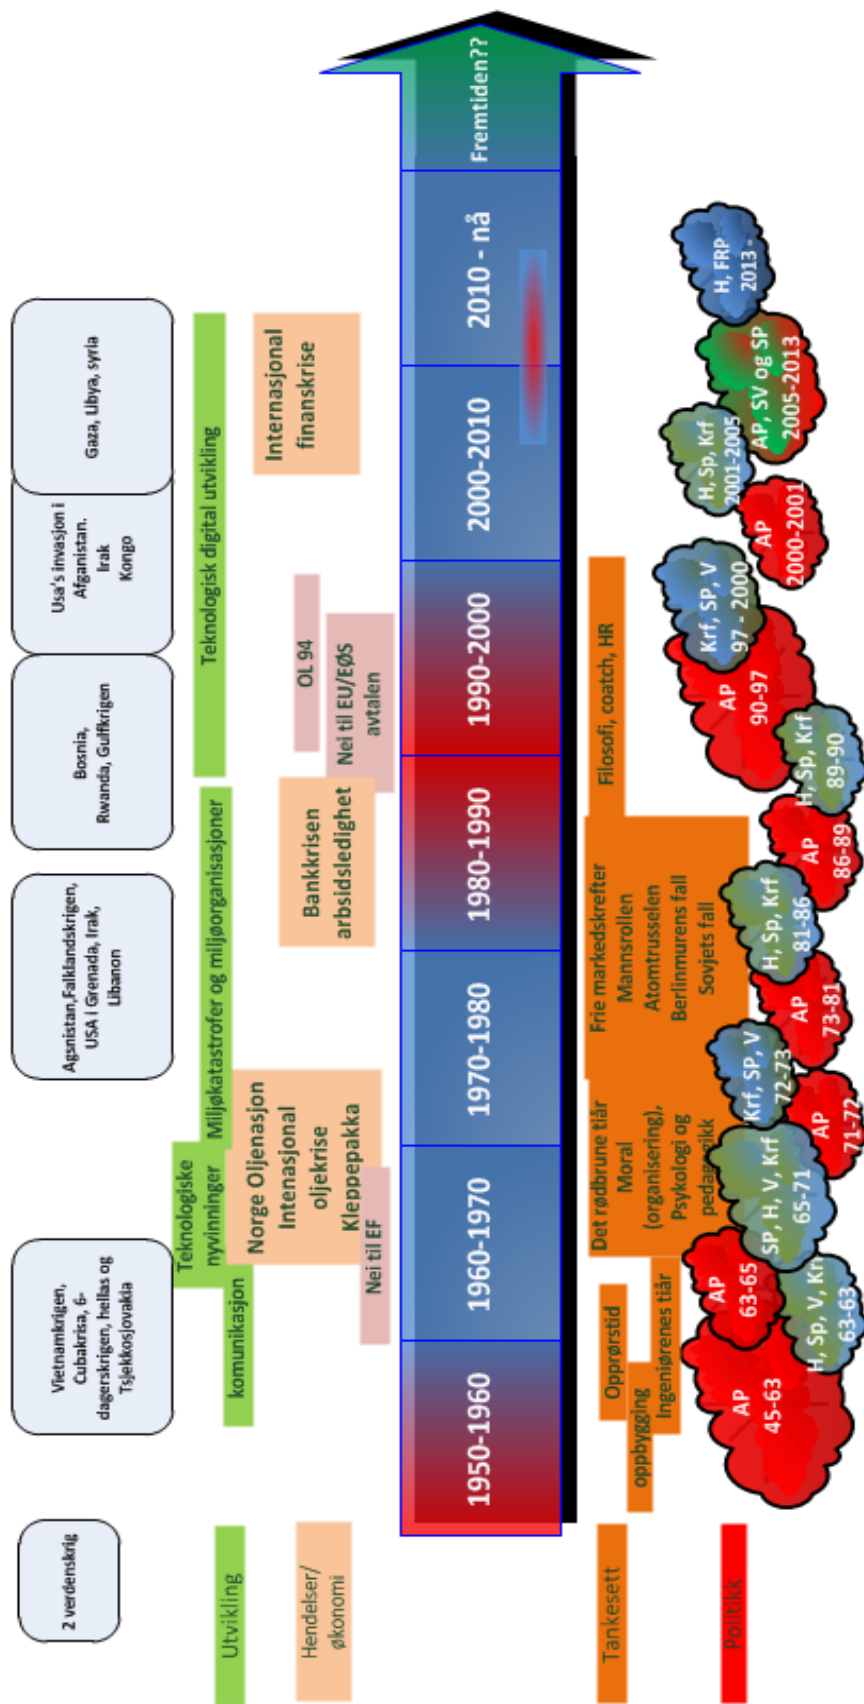 2 verdenskrig
Vietnamkrigen,
Cubakrisa, 6-
dagerskrigen, hellas og
Tsjekkosjovakia
Agsnistan,Falklandskrigen,
USA i Grenada, Irak,
Libanon
Bosnia,
Rwanda, Gulfkrigen
Usa's invasjon i
Afganistan.
Irak
Kongo
Gaza, Libya, syria
Utvikling
komunikasjon
Teknologiske
nyvinninger
Miljøkatastrofer og miljøorganisasjoner
Teknologisk digital utvikling
Hendelser/
økonomi
Nei til EF
Norge Oljenasjon
Intenasjonal
oljekrise
Kleppepakka
Bankkrisen
arbsidsledighet
OL 94
Nei til EU/EØS
avtalen
Internasjonal
finanskrise
1950-1960
1960-1970
1970-1980
1980-1990
1990-2000
2000-2010
2010 - nå
Fremtiden??
Tankesett
oppbygging
Opprørstid
Ingeniørenes tiår
Det rødbrune tiår
Moral
(organisering),
Psykologi og
pedagogikk
Frie markedskrefter
Mannsrollen
Atomtrusselen
Berlinmurens fall
Sovjets fall
Filosofi, coatch, HR
Politikk
AP
45-63
H, Sp, V, Krf
63-63
AP
63-65
SP, H, V, Krf
65-71
AP
71-72
Krf, SP, V
72-73
AP
73-81
H, Sp, Krf
81-86
AP
86-89
H, Sp, Krf
89-90
AP
90-97
Krf, SP, V
97 - 2000
AP
2000-2001
H, Sp, Krf
2001-2005
AP, SV og SP
2005-2013
H, FRP
2013 -